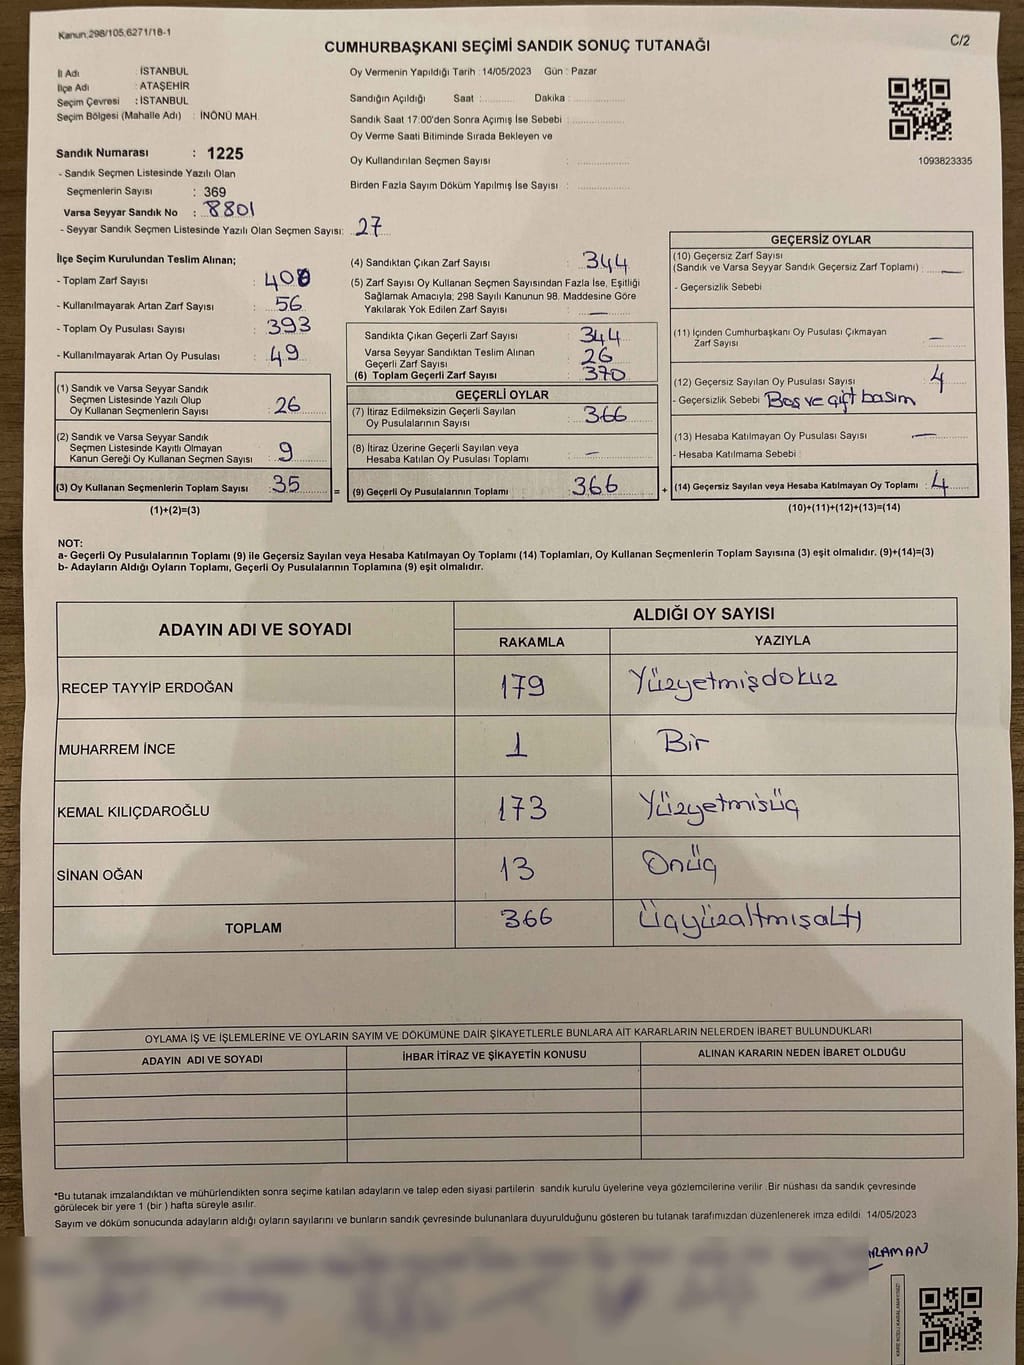 Kanun,298/105,6271/18-1
C/2
CUMHURBAŞKANI SEÇİMİ SANDIK SONUÇ TUTANAĞI
İl Adı : İSTANBUL
İlçe Adı : ATAŞEHİR
Seçim Çevresi : İSTANBUL
Seçim Bölgesi (Mahalle Adı) : İNÖNÜ MAH.
Sandık Numarası : 1225
- Sandık Seçmen Listesinde Yazılı Olan
Seçmenlerin Sayısı : 369
Varsa Seyyar Sandık No : 8801
- Seyyar Sandık Seçmen Listesinde Yazılı Olan Seçmen Sayısı: 27
Oy Vermenin Yapıldığı Tarih : 14/05/2023 Gün : Pazar
Sandığın Açıldığı Saat : Dakika :
Sandık Saat 17:00'den Sonra Açımış İse Sebebi :
Oy Verme Saati Bitiminde Sırada Bekleyen ve
Oy Kullandırılan Seçmen Sayısı :
Birden Fazla Sayım Döküm Yapılmış İse Sayısı :
1093823335
İlçe Seçim Kurulundan Teslim Alınan;
- Toplam Zarf Sayısı : 400
- Kullanılmayarak Artan Zarf Sayısı : 56
- Toplam Oy Pusulası Sayısı : 393
- Kullanılmayarak Artan Oy Pusulası : 49
(1) Sandık ve Varsa Seyyar Sandık
Seçmen Listesinde Yazılı Olup
Oy Kullanan Seçmenlerin Sayısı : 26
(2) Sandık ve Varsa Seyyar Sandık
Seçmen Listesinde Kayıtlı Olmayan
Kanun Gereği Oy Kullanan Seçmen Sayısı : 9
(3) Oy Kullanan Seçmenlerin Toplam Sayısı : 35
(1)+(2)=(3)
(4) Sandıktan Çıkan Zarf Sayısı : 344
(5) Zarf Sayısı Oy Kullanan Seçmen Sayısından Fazla İse, Eşitliği
Sağlamak Amacıyla; 298 Sayılı Kanunun 98. Maddesine Göre
Yakılarak Yok Edilen Zarf Sayısı : —
Sandıkta Çıkan Geçerli Zarf Sayısı : 344
Varsa Seyyar Sandıktan Teslim Alınan
Geçerli Zarf Sayısı : 26
(6) Toplam Geçerli Zarf Sayısı : 370
GEÇERLİ OYLAR
(7) İtiraz Edilmeksizin Geçerli Sayılan
Oy Pusulalarının Sayısı : 366
(8) İtiraz Üzerine Geçerli Sayılan veya
Hesaba Katılan Oy Pusulası Toplamı : —
= (9) Geçerli Oy Pusulalarının Toplamı : 366
GEÇERSİZ OYLAR
(10) Geçersiz Zarf Sayısı
(Sandık ve Varsa Seyyar Sandık Geçersiz Zarf Toplamı) : —
- Geçersizlik Sebebi :
(11) İçinden Cumhurbaşkanı Oy Pusulası Çıkmayan
Zarf Sayısı : —
(12) Geçersiz Sayılan Oy Pusulası Sayısı : 4
- Geçersizlik Sebebi : Boş ve çift basım
(13) Hesaba Katılmayan Oy Pusulası Sayısı : —
- Hesaba Katılmama Sebebi :
+ (14) Geçersiz Sayılan veya Hesaba Katılmayan Oy Toplamı : 4
(10)+(11)+(12)+(13)=(14)
NOT:
a- Geçerli Oy Pusulalarının Toplamı (9) ile Geçersiz Sayılan veya Hesaba Katılmayan Oy Toplamı (14) Toplamları, Oy Kullanan Seçmenlerin Toplam Sayısına (3) eşit olmalıdır. (9)+(14)=(3)
b- Adayların Aldığı Oyların Toplamı, Geçerli Oy Pusulalarının Toplamına (9) eşit olmalıdır.
ADAYIN ADI VE SOYADI
ALDIĞI OY SAYISI
RAKAMLA YAZIYLA
RECEP TAYYİP ERDOĞAN 179 Yüzyetmişdokuz
MUHARREM İNCE 1 Bir
KEMAL KILIÇDAROĞLU 173 Yüzyetmişüç
SİNAN OĞAN 13 Onüç
TOPLAM 366 Üçyüzaltmışaltı
OYLAMA İŞ VE İŞLEMLERİNE VE OYLARIN SAYIM VE DÖKÜMÜNE DAİR ŞİKAYETLERLE BUNLARA AİT KARARLARIN NELERDEN İBARET BULUNDUKLARI
ADAYIN ADI VE SOYADI İHBAR İTİRAZ VE ŞİKAYETİN KONUSU ALINAN KARARIN NEDEN İBARET OLDUĞU
*Bu tutanak imzalandıktan ve mühürlendikten sonra seçime katılan adayların ve talep eden siyasi partilerin sandık kurulu üyelerine veya gözlemcilerine verilir .Bir nüshası da sandık çevresinde
görülecek bir yere 1 (bir ) hafta süreyle asılır.
Sayım ve döküm sonucunda adayların aldığı oyların sayılarını ve bunların sandık çevresinde bulunanlara duyurulduğunu gösteren bu tutanak tarafımızdan düzenlenerek imza edildi. 14/05/2023